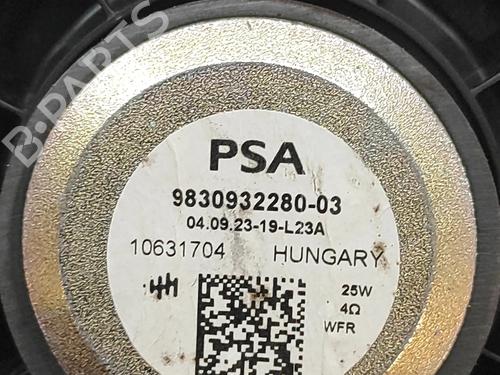 B-PARTS
PSA
9830932280-03
04.09.23-19-L23A
10631704 HUNGARY
25W
4Ω
WFR